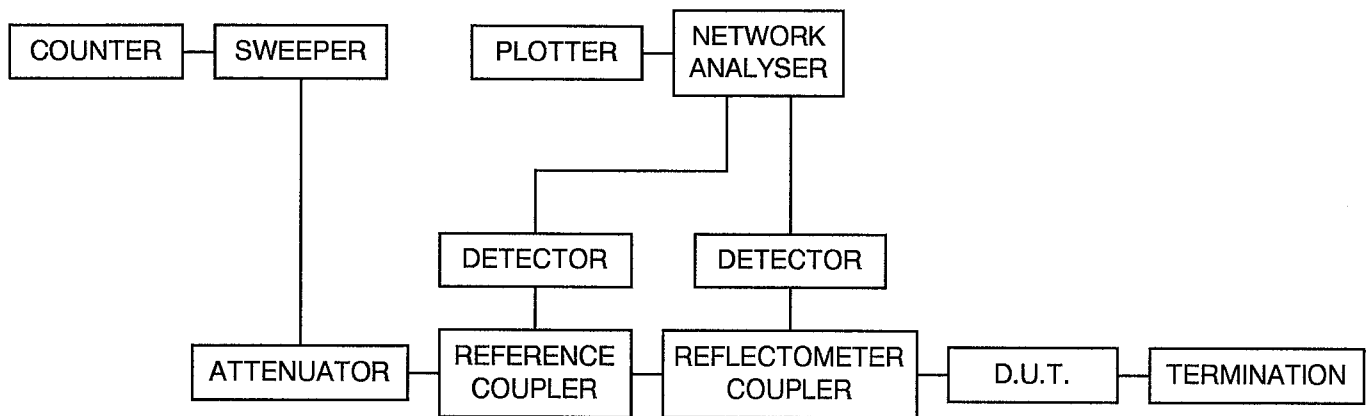 COUNTER
SWEEPER
PLOTTER
NETWORK
ANALYSER
DETECTOR
DETECTOR
ATTENUATOR
REFERENCE
COUPLER
REFLECTOMETER
COUPLER
D.U.T.
TERMINATION